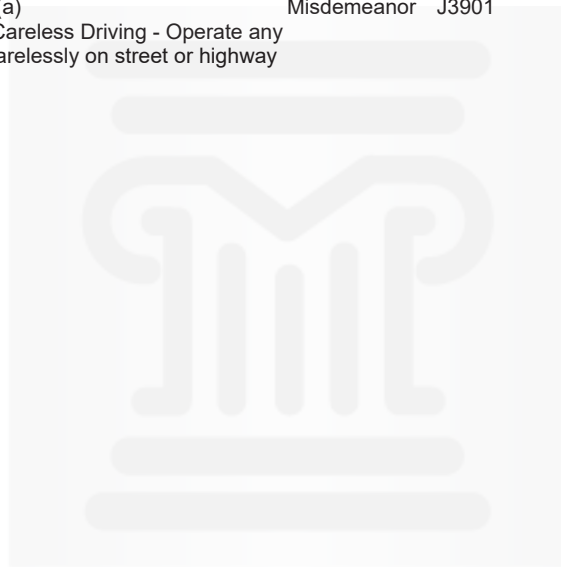 (a) Misdemeanor J3901
Careless Driving - Operate any
arelessly on street or highway